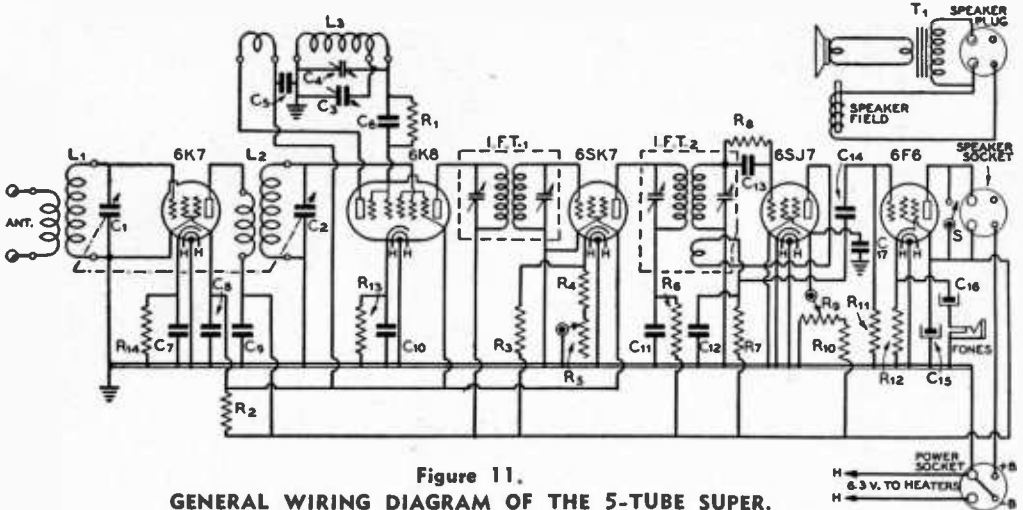 L3
T1
SPEAKER
PLUG
C4
C5
C3
SPEAKER
FIELD
C6
R1
R8
SPEAKER
SOCKET
L1
6K7
L2
6K8
I.F.T.1
6SK7
I.F.T.2
6SJ7
C14
6F6
C13
ANT.
C1
C2
S
H H
H H
H H
H H
H H
C17
C8
R13
R4
R6
R9
C16
R11
R14
C7
C9
C10
R3
R5
C11
C12
R7
R10
R12
C15
FONES
R2
POWER
SOCKET
+B
H
6.3 V. TO HEATERS
H
-B
Figure 11.
GENERAL WIRING DIAGRAM OF THE 5-TUBE SUPER.